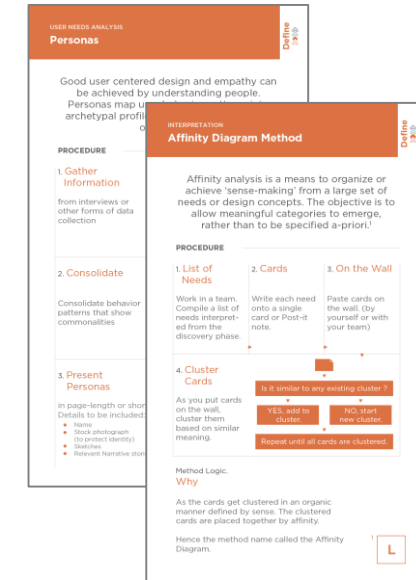 USER NEEDS ANALYSIS
Personas
Define
Good user centered design and empathy can
be achieved by understanding people.
Personas map
archetypal
PROCEDURE
1. Gather
Information
from interviews or
other forms of data
collection
2. Consolidate
Consolidate behavior
patterns that show
commonalities
3. Present
Personas
in page-length or
Details to be included:
Name
Stock photograph
(to protect identity)
Sketches
Relevant Narrative
INTERPRETATION
Affinity Diagram Method
Define
Affinity analysis is a means to organize or
achieve ‘sense-making’ from a large set of
needs or design concepts. The objective is to
allow meaningful categories to emerge,
rather than to be specified a-priori.¹
PROCEDURE
1. List of
Needs
Work in a team.
Compile a list of
needs interpret-
ed from the
discovery phase.
2. Cards
Write each need
onto a single
card or Post-it
note.
3. On the Wall
Paste cards on
the wall. (by
yourself or with
your team)
4. Cluster
Cards
As you put cards
on the wall,
cluster them
based on similar
meaning.
Is it similar to any existing cluster ?
YES, add to
cluster.
NO, start
new cluster.
Repeat until all cards are clustered.
Method Logic.
Why
As the cards get clustered in an organic
manner defined by sense. The clustered
cards are placed together by affinity.
Hence the method name called the Affinity
Diagram.
1
L